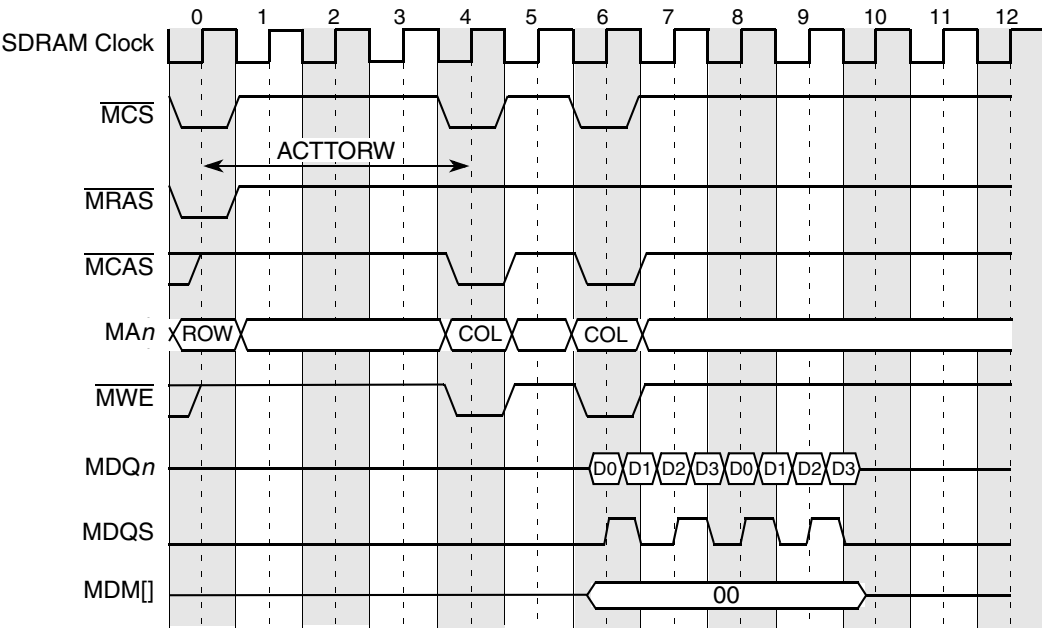 0 1 2 3 4 5 6 7 8 9 10 11 12
SDRAM Clock
MCS
ACTTORW
MRAS
MCAS
MAn ROW COL COL
MWE
MDQn D0 D1 D2 D3 D0 D1 D2 D3
MDQS
MDM[] 00